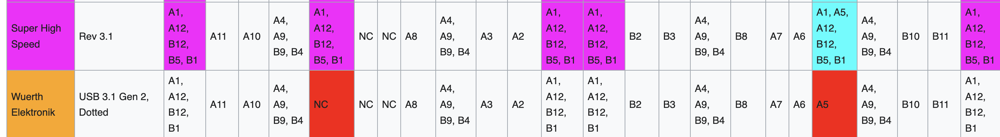 Super High
Speed
Rev 3.1
A1,
A12,
B12,
B5, B1
A11
A10
A4,
A9,
B9, B4
A1,
A12,
B12,
B5, B1
NC
NC
A8
A4,
A9,
B9, B4
A3
A2
A1,
A12,
B12,
B5, B1
A1,
A12,
B12,
B5, B1
B2
B3
A4,
A9,
B9, B4
B8
A7
A6
A1, A5,
A12,
B12,
B5, B1
A4,
A9,
B9, B4
B10
B11
A1,
A12,
B12,
B5, B1
Wuerth
Elektronik
USB 3.1 Gen 2,
Dotted
A1,
A12,
B12,
B1
A11
A10
A4,
A9,
B9, B4
NC
NC
NC
A8
A4,
A9,
B9, B4
A3
A2
A1,
A12,
B12,
B1
A1,
A12,
B12,
B1
B2
B3
A4,
A9,
B9, B4
B8
A7
A6
A5
A4,
A9,
B9, B4
B10
B11
A1,
A12,
B12,
B1